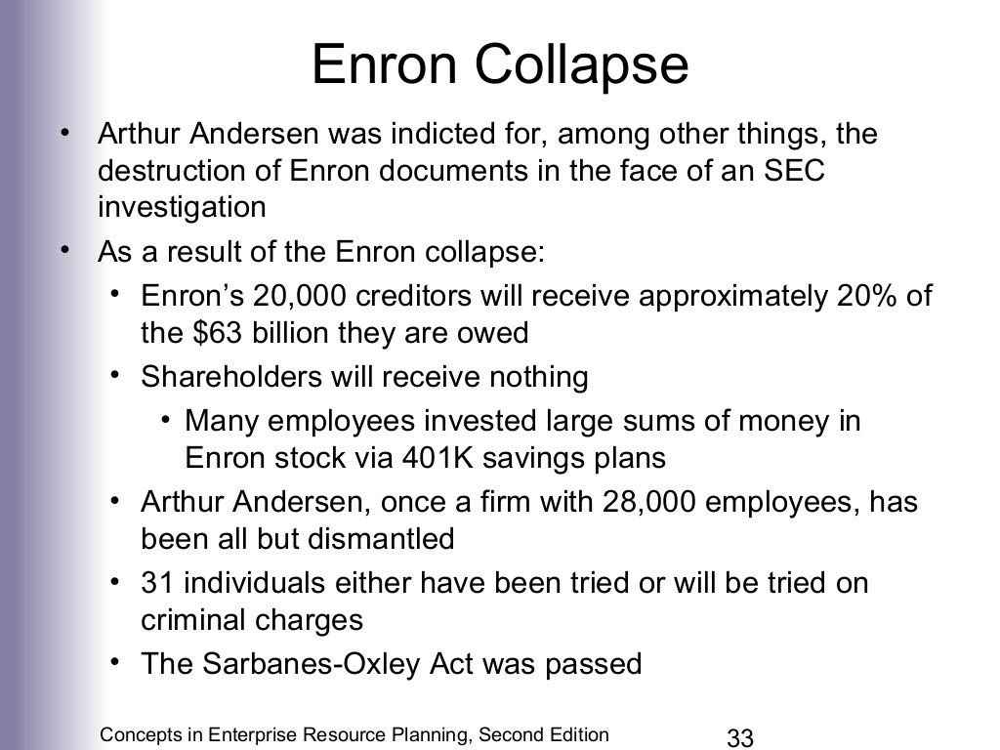 Enron Collapse
• Arthur Andersen was indicted for, among other things, the
destruction of Enron documents in the face of an SEC
investigation
• As a result of the Enron collapse:
• Enron’s 20,000 creditors will receive approximately 20% of
the $63 billion they are owed
• Shareholders will receive nothing
• Many employees invested large sums of money in
Enron stock via 401K savings plans
• Arthur Andersen, once a firm with 28,000 employees, has
been all but dismantled
• 31 individuals either have been tried or will be tried on
criminal charges
• The Sarbanes-Oxley Act was passed
Concepts in Enterprise Resource Planning, Second Edition 33